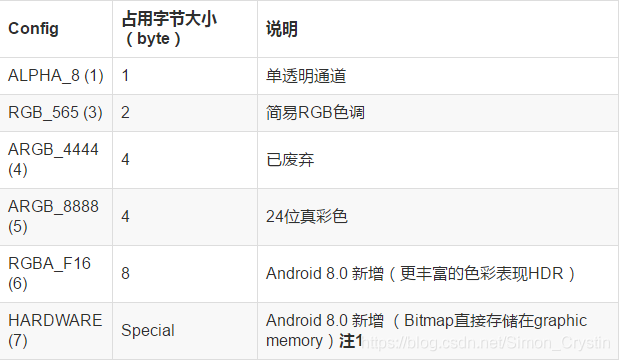 Config 占用字节大小 说明
（byte）
ALPHA_8 (1) 1 单透明通道
RGB_565 (3) 2 简易RGB色调
ARGB_4444 4 已废弃
(4)
ARGB_8888 4 24位真彩色
(5)
RGBA_F16 8 Android 8.0 新增（更丰富的色彩表现HDR）
(6)
HARDWARE Special Android 8.0 新增 （Bitmap直接存储在graphic
(7) memory）注1
https://blog.csdn.net/Simon_Crystin